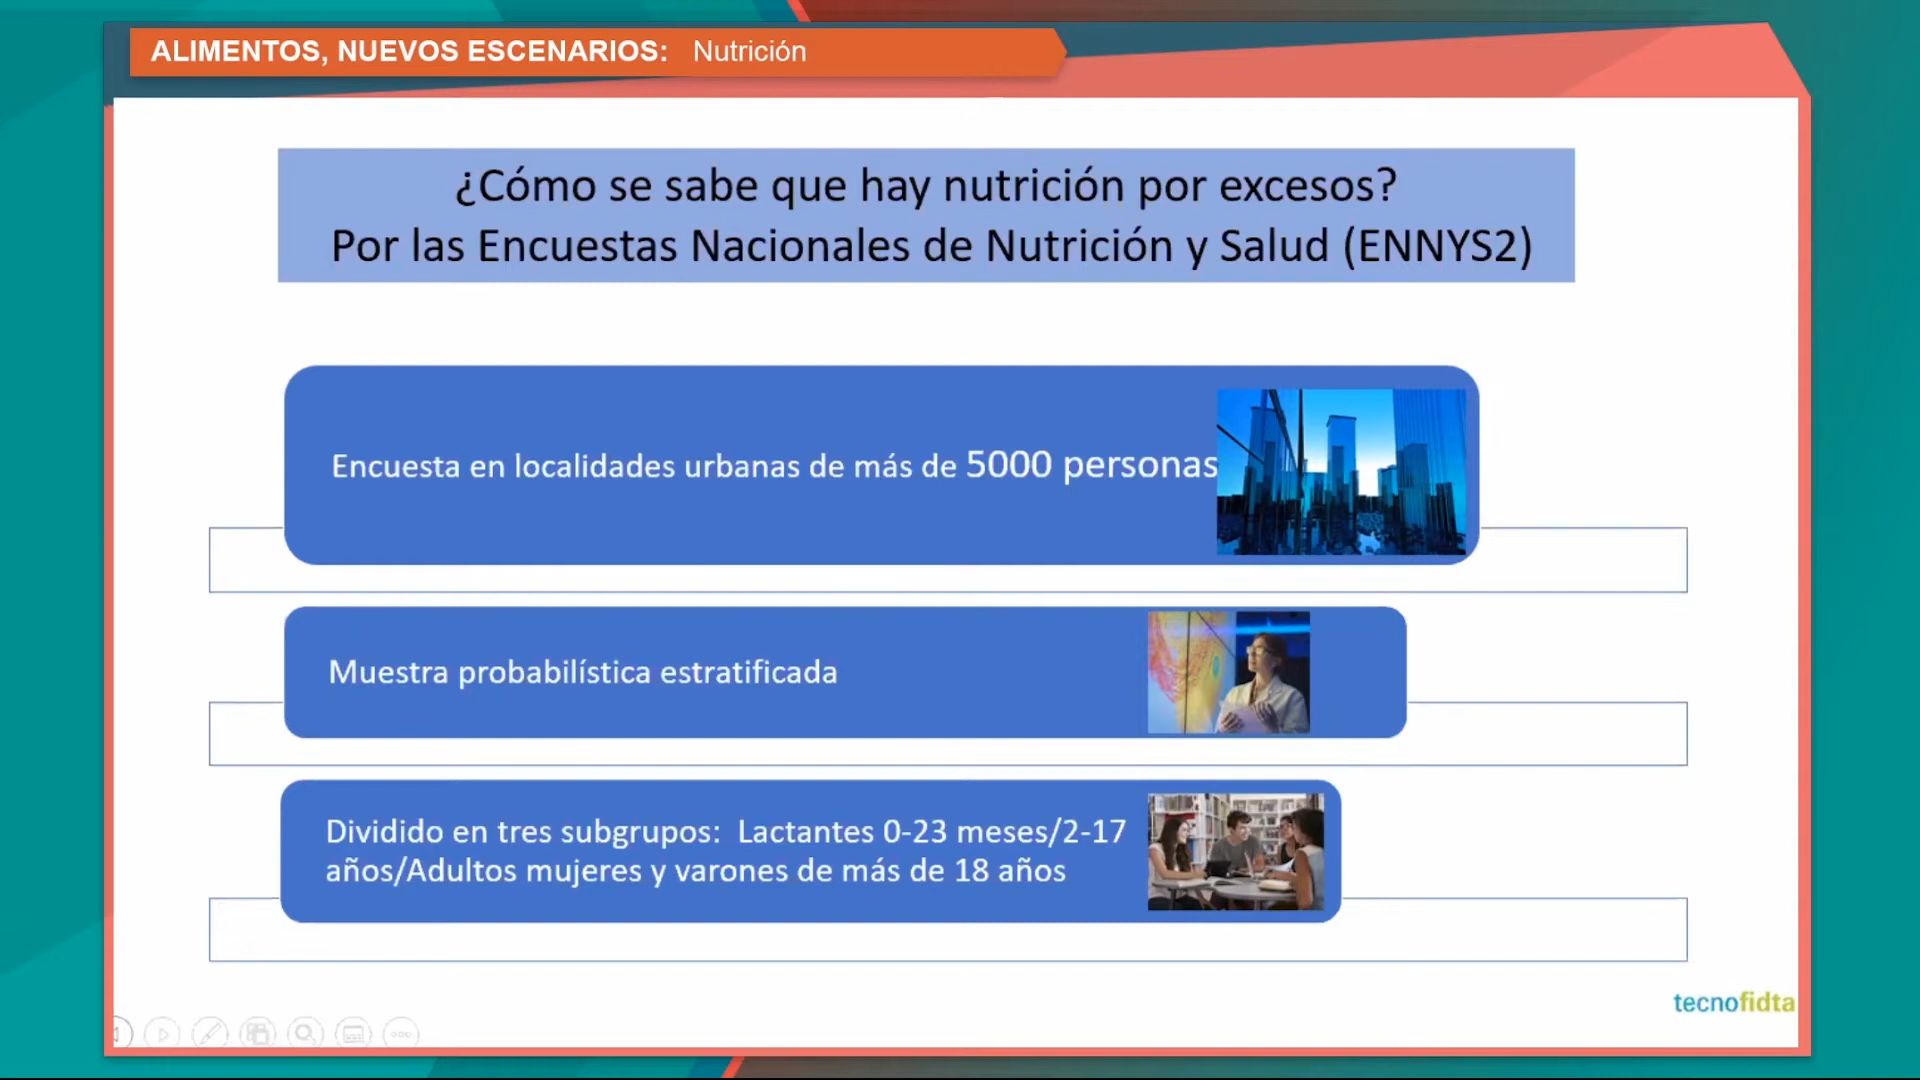 ALIMENTOS, NUEVOS ESCENARIOS: Nutrición
¿Cómo se sabe que hay nutrición por excesos?
Por las Encuestas Nacionales de Nutrición y Salud (ENNYS2)
Encuesta en localidades urbanas de más de 5000 personas
Muestra probabilística estratificada
Dividido en tres subgrupos: Lactantes 0-23 meses/2-17
años/Adultos mujeres y varones de más de 18 años
tecnofidta